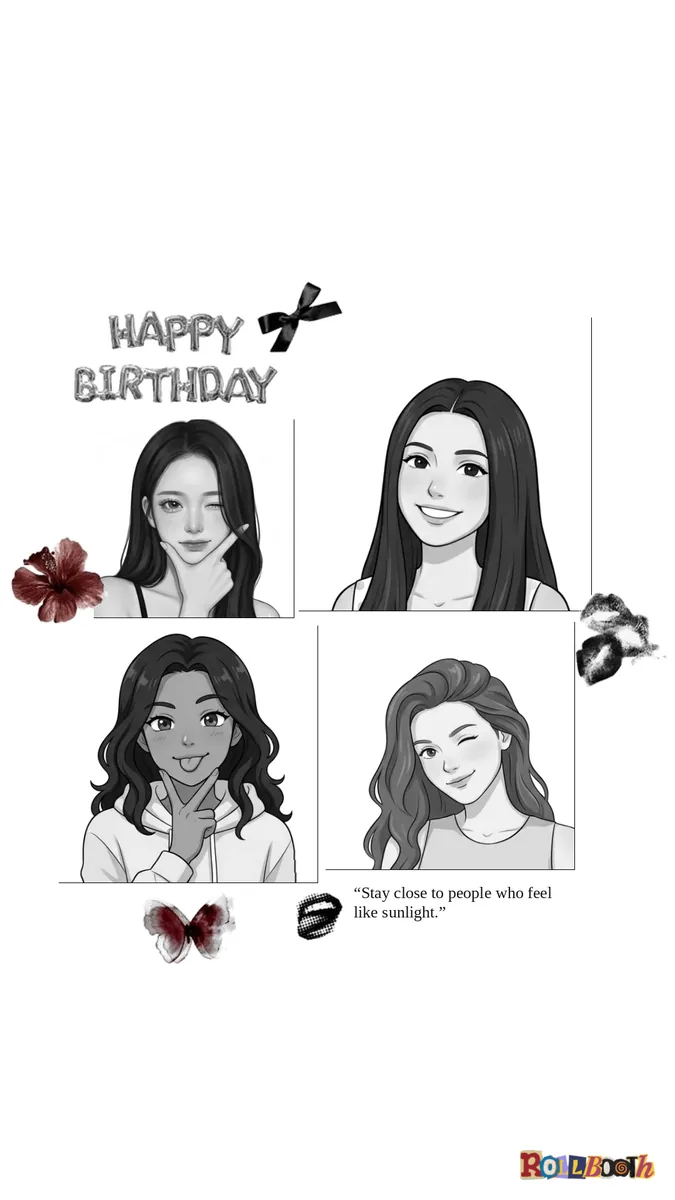 HAPPY
BIRTHDAY
“Stay close to people who feel
like sunlight.”
ROLLBOOTH